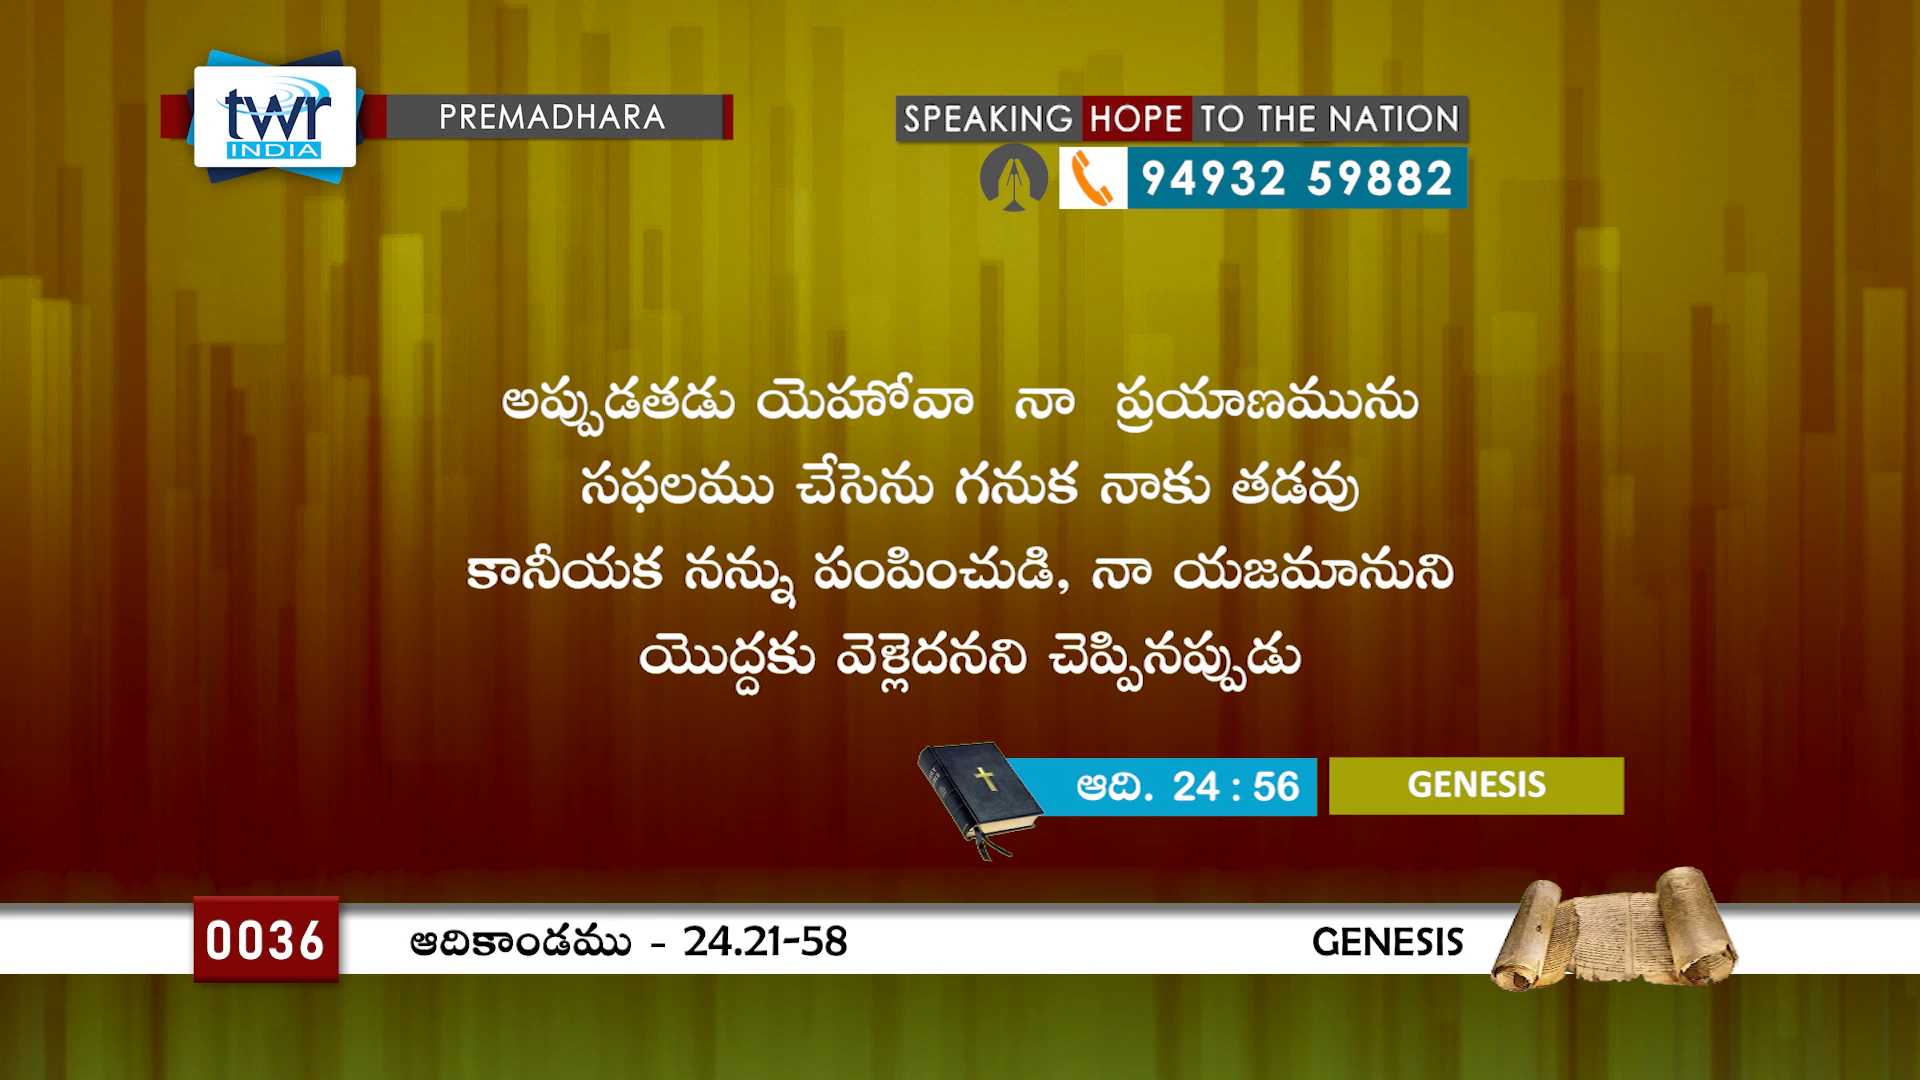 twr
INDIA
PREMADHARA
SPEAKING HOPE TO THE NATION
94932 59882
అప్పుడతడు యెహోవా నా ప్రయాణమును
సఫలము చేసెను గనుక నాకు తడవు
కానీయక నన్ను పంపించుడి, నా యజమానుని
యొద్దకు వెళ్లెదనని చెప్పినప్పుడు
ఆది. 24 : 56
GENESIS
0036
ఆదికాండము - 24.21-58
GENESIS